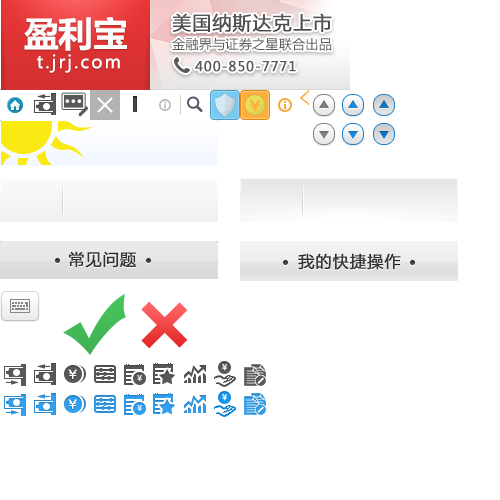 盈利宝
t.jrj.com
美国纳斯达克上市
金融界与证券之星联合出品
400-850-7771
• 常见问题 •
• 我的快捷操作 •